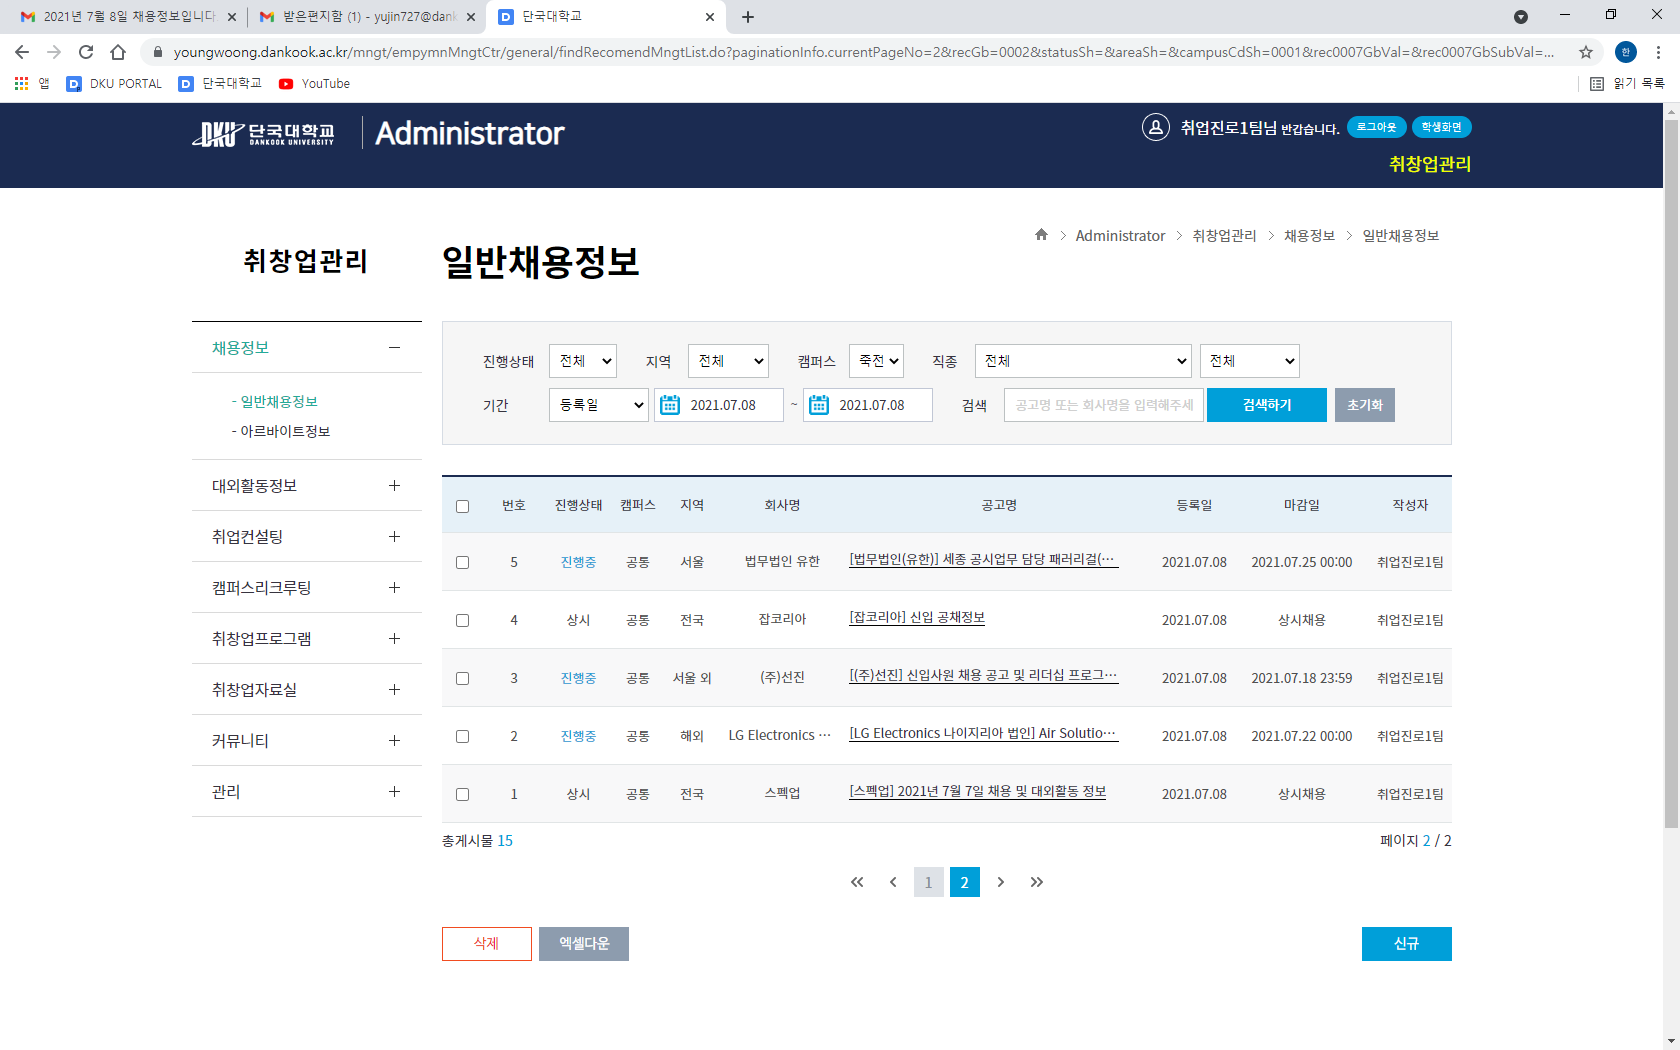 2021년 7월 8일 채용정보입니다
받은편지함 (1) - yujin727@dank
단국대학교
youngwoong.dankook.ac.kr/mngt/empymnMngtCtr/general/findRecomendMngtList.do?paginationInfo.currentPageNo=2&recGb=0002&statusSh=&areaSh=&campusCdSh=0001&rec0007GbVal=&rec0007GbSubVal=...
한
앱
DKU PORTAL
단국대학교
YouTube
읽기 목록
DKU 단국대학교 DANKOOK UNIVERSITY
Administrator
취업진로1팀님 반갑습니다.
로그아웃
학생화면
취창업관리
Administrator > 취창업관리 > 채용정보 > 일반채용정보
취창업관리
일반채용정보
채용정보
- 일반채용정보
- 아르바이트정보
대외활동정보
취업컨설팅
캠퍼스리크루팅
취창업프로그램
취창업자료실
커뮤니티
관리
진행상태 전체 지역 전체 캠퍼스 죽전 직종 전체 전체
기간 등록일 2021.07.08 ~ 2021.07.08 검색 공고명 또는 회사명을 입력해주세 검색하기 초기화
번호 진행상태 캠퍼스 지역 회사명 공고명 등록일 마감일 작성자
5 진행중 공통 서울 법무법인 유한 [법무법인(유한)] 세종 공시업무 담당 패러리걸(··· 2021.07.08 2021.07.25 00:00 취업진로1팀
4 상시 공통 전국 잡코리아 [잡코리아] 신입 공채정보 2021.07.08 상시채용 취업진로1팀
3 진행중 공통 서울 외 (주)선진 [(주)선진] 신입사원 채용 공고 및 리더십 프로그··· 2021.07.08 2021.07.18 23:59 취업진로1팀
2 진행중 공통 해외 LG Electronics ··· [LG Electronics 나이지리아 법인] Air Solutio··· 2021.07.08 2021.07.22 00:00 취업진로1팀
1 상시 공통 전국 스펙업 [스펙업] 2021년 7월 7일 채용 및 대외활동 정보 2021.07.08 상시채용 취업진로1팀
총게시물 15
페이지 2 / 2
1 2
삭제
엑셀다운
신규